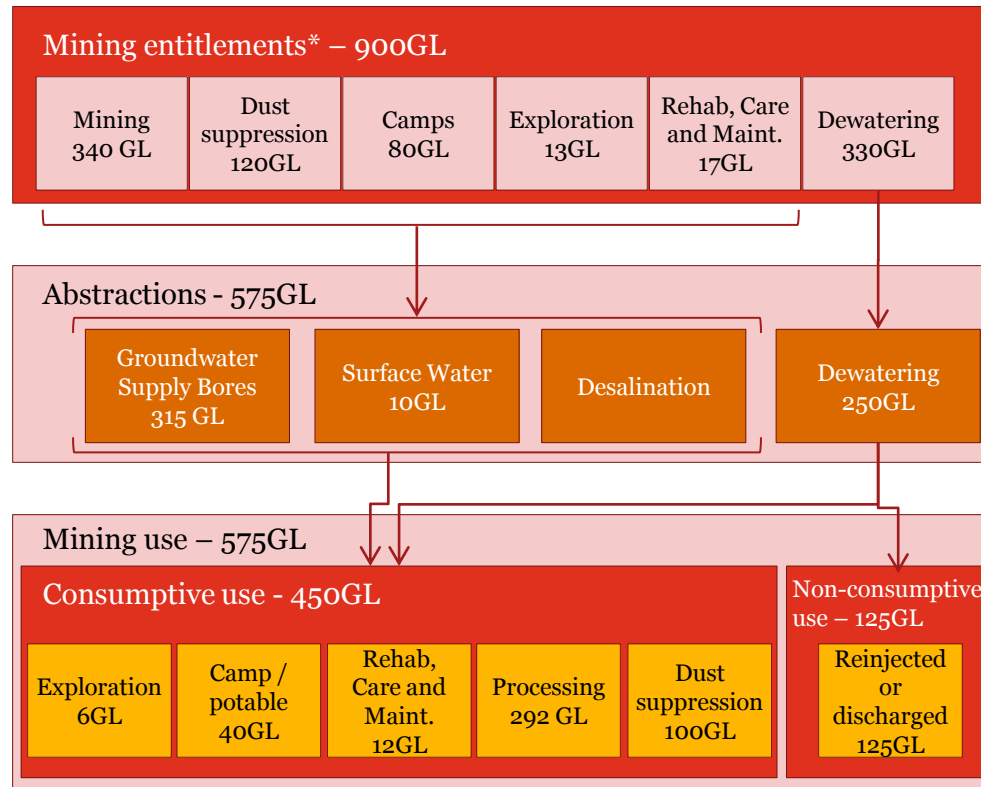 Mining entitlements* – 900GL
Mining
340 GL
Dust
suppression
120GL
Camps
80GL
Exploration
13GL
Rehab, Care
and Maint.
17GL
Dewatering
330GL
Abstractions - 575GL
Groundwater
Supply Bores
315 GL
Surface Water
10GL
Desalination
Dewatering
250GL
Mining use – 575GL
Consumptive use - 450GL
Exploration
6GL
Camp /
potable
40GL
Rehab,
Care and
Maint.
12GL
Processing
292 GL
Dust
suppression
100GL
Non-consumptive
use – 125GL
Reinjected
or
discharged
125GL